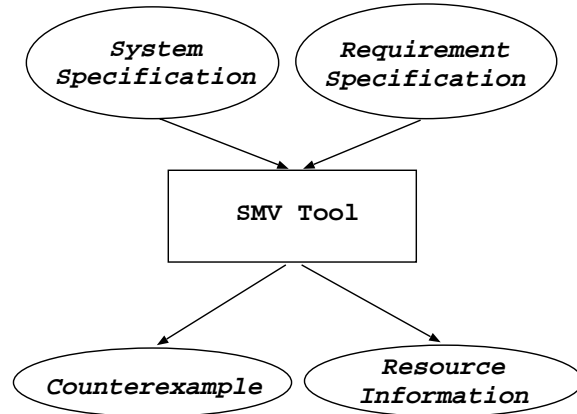 System
Specification
Requirement
Specification
SMV Tool
Counterexample
Resource
Information